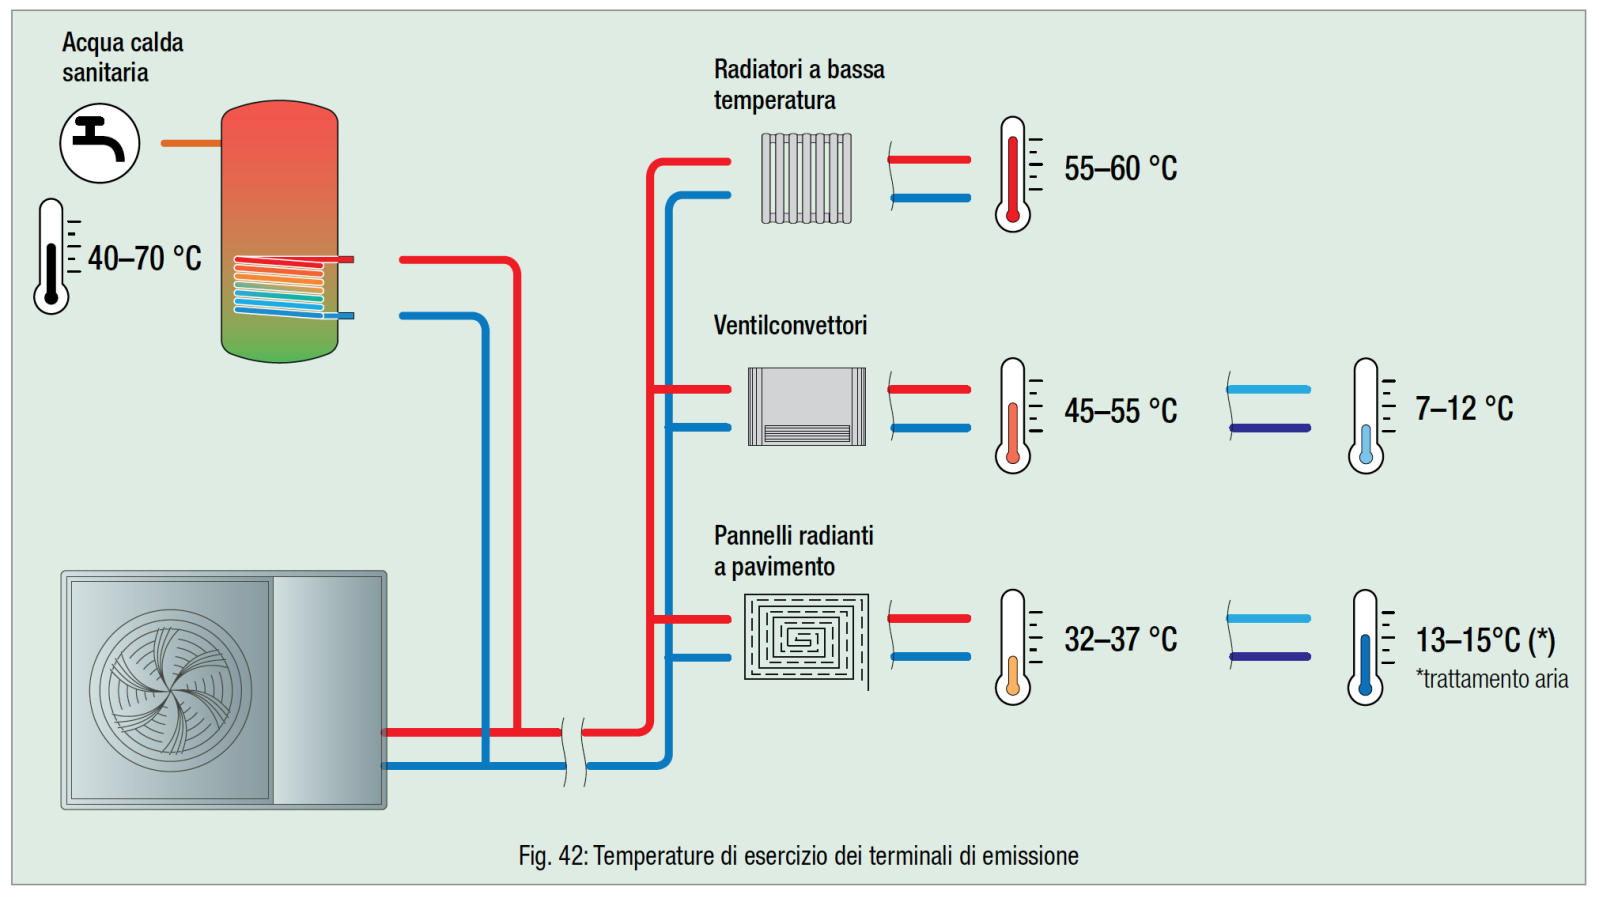 Acqua calda
sanitaria
40–70 °C
Radiatori a bassa
temperatura
55–60 °C
Ventilconvettori
45–55 °C
7–12 °C
Pannelli radianti
a pavimento
32–37 °C
13–15°C (*)
*trattamento aria
Fig. 42: Temperature di esercizio dei terminali di emissione